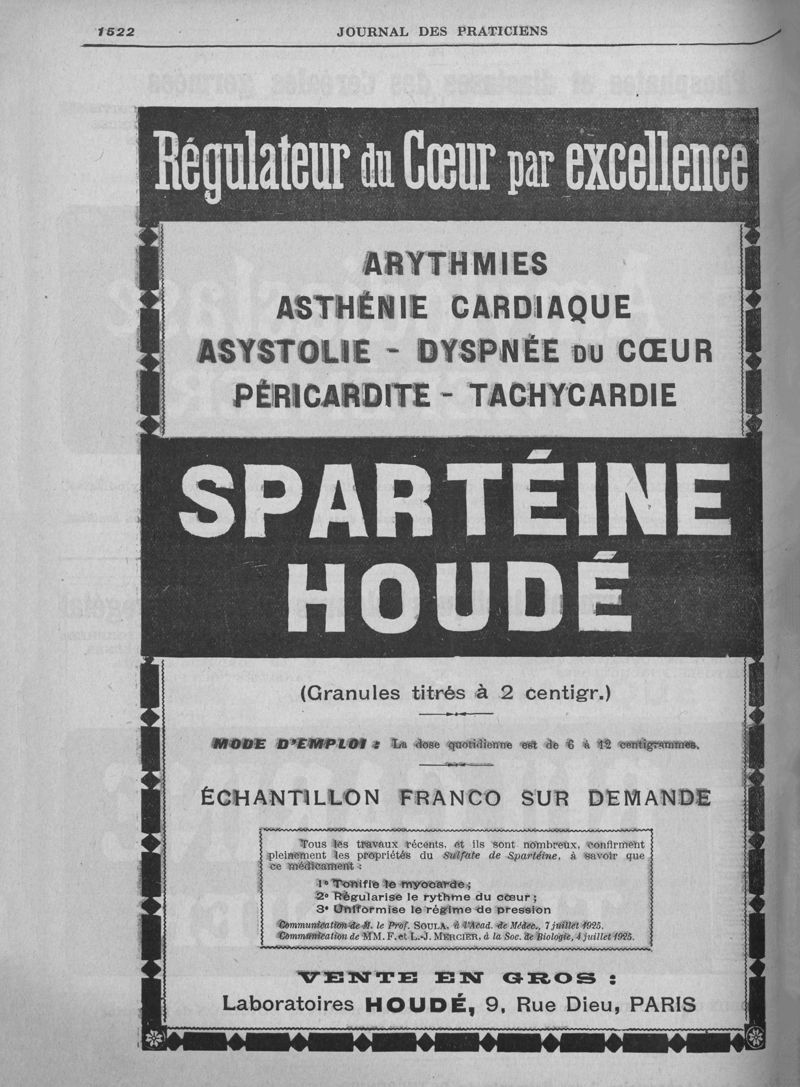 1522
JOURNAL DES PRATICIENS
Régulateur du Cœur par excellence
ARYTHMIES
ASTHÉNIE CARDIAQUE
ASYSTOLIE - DYSPNÉE DU CŒUR
PÉRICARDITE - TACHYCARDIE
SPARTÉINE
HOUDÉ
(Granules titrés à 2 centigr.)
MODE D'EMPLOI : La dose quotidienne est de 6 à 12 centigrammes.
ÉCHANTILLON FRANCO SUR DEMANDE
Tous les travaux récents, et ils sont nombreux, confirment
pleinement les propriétés du Sulfate de Spartéine, à savoir que
ce médicament :
1° Tonifie le myocarde ;
2° Régularise le rythme du cœur ;
3° Uniformise le régime de pression
Communication de M. le Prof. SOULA, à l'Acad. de Médec., 7 juillet 1925.
Communication de MM. F. et L.-J. MERCIER, à la Soc. de Biologie, 4 juillet 1925.
VENTE EN GROS :
Laboratoires HOUDÉ, 9, Rue Dieu, PARIS